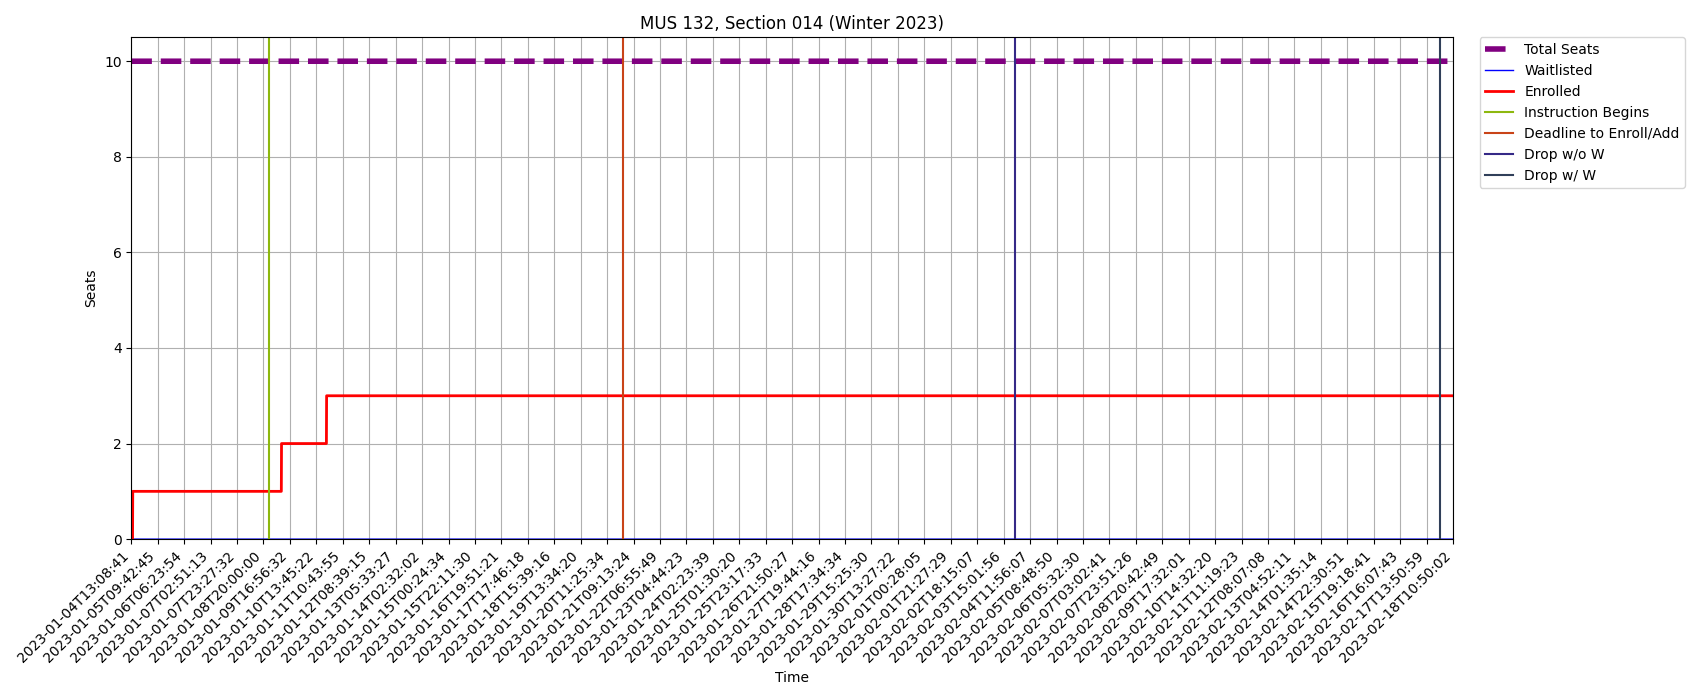 MUS 132, Section 014 (Winter 2023)
10
8
6
4
2
0
Seats
2023-01-04T13:08:41
2023-01-05T09:42:45
2023-01-06T06:23:54
2023-01-07T02:51:13
2023-01-07T23:27:32
2023-01-08T20:00:00
2023-01-09T16:56:32
2023-01-10T13:45:22
2023-01-11T10:43:55
2023-01-12T08:39:15
2023-01-13T05:33:27
2023-01-14T02:32:02
2023-01-15T00:24:34
2023-01-15T22:11:30
2023-01-16T19:51:21
2023-01-17T17:46:18
2023-01-18T15:39:16
2023-01-19T13:34:20
2023-01-20T11:25:34
2023-01-21T09:13:24
2023-01-22T06:55:49
2023-01-23T04:44:23
2023-01-24T02:23:39
2023-01-25T01:30:20
2023-01-25T23:17:33
2023-01-26T21:50:27
2023-01-27T19:44:16
2023-01-28T17:34:34
2023-01-29T15:25:30
2023-01-30T13:27:22
2023-02-01T00:28:05
2023-02-01T21:27:29
2023-02-02T18:15:07
2023-02-03T15:01:56
2023-02-04T11:56:07
2023-02-05T08:48:50
2023-02-06T05:32:30
2023-02-07T03:02:41
2023-02-07T23:51:26
2023-02-08T20:42:49
2023-02-09T17:32:01
2023-02-10T14:32:20
2023-02-11T11:19:23
2023-02-12T08:07:08
2023-02-13T04:52:11
2023-02-14T01:35:14
2023-02-14T22:30:51
2023-02-15T19:18:41
2023-02-16T16:07:43
2023-02-17T13:50:59
2023-02-18T10:50:02
Time
Total Seats
Waitlisted
Enrolled
Instruction Begins
Deadline to Enroll/Add
Drop w/o W
Drop w/ W